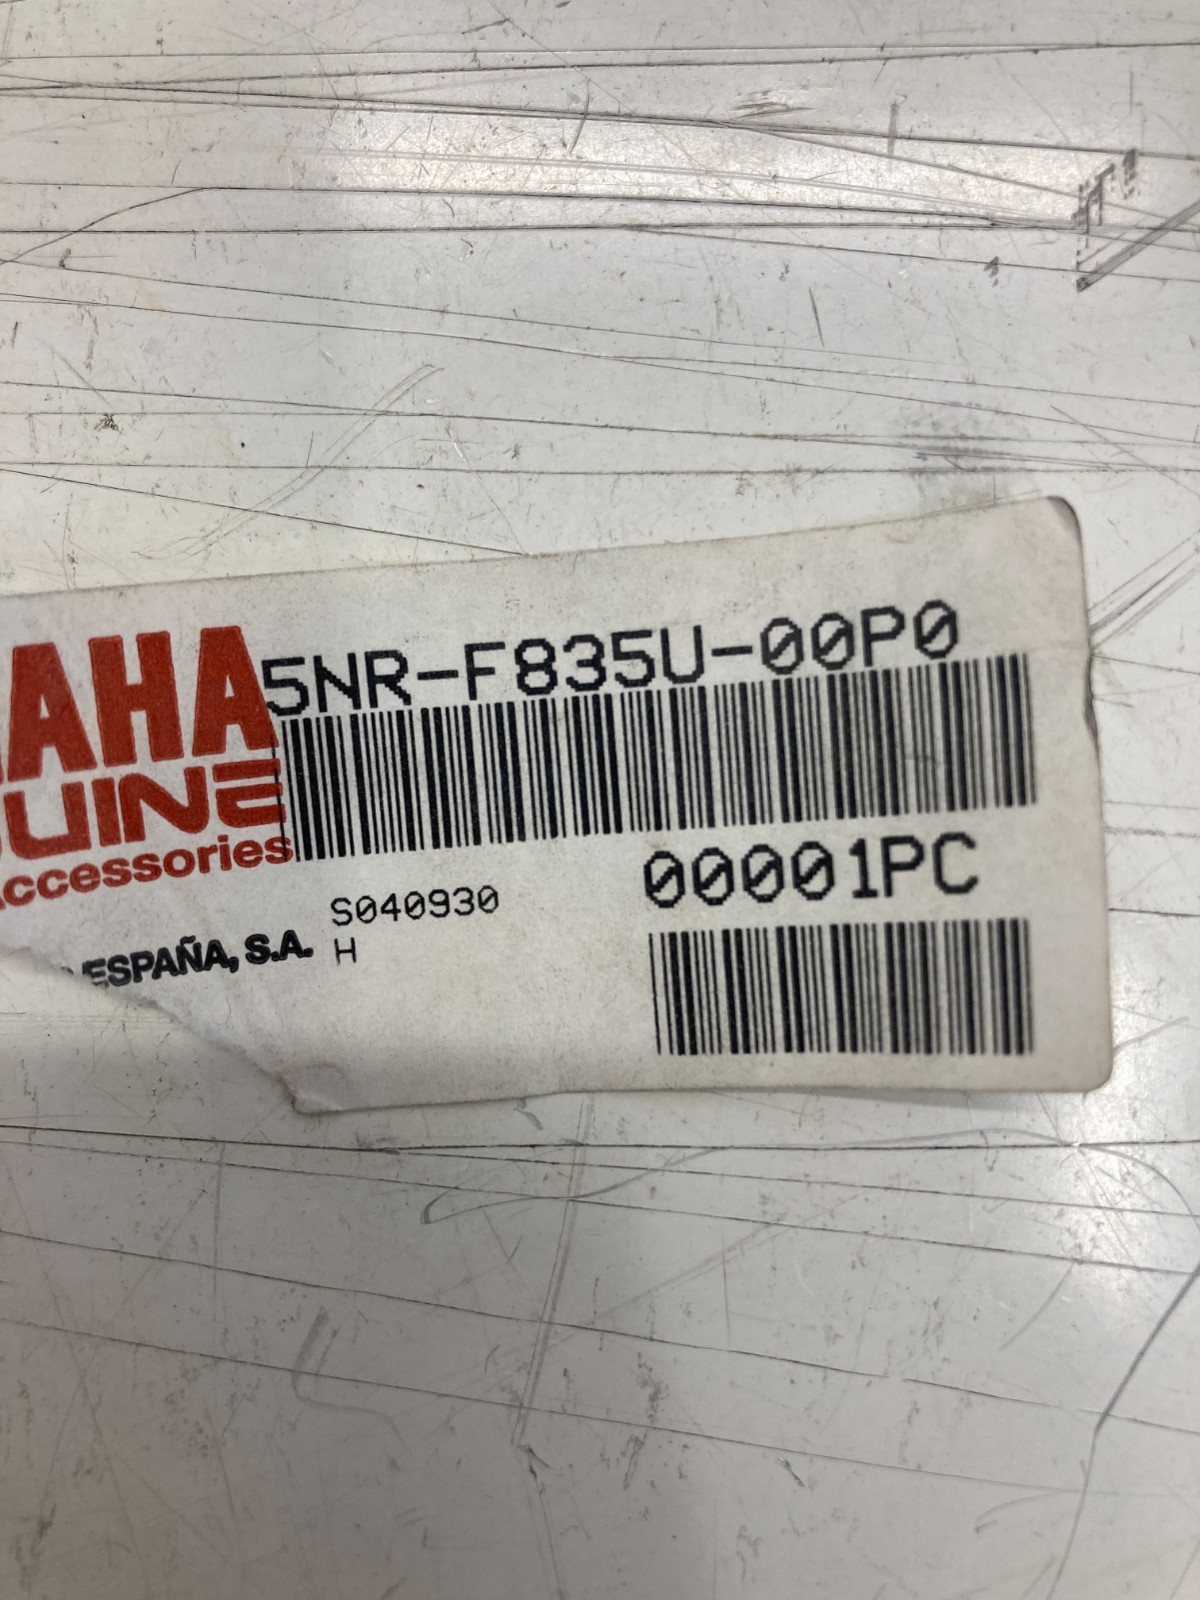 AHA
UINE
Accessories
5NR-F835U-00P0
00001PC
S040930
H
ESPAÑA, S.A.